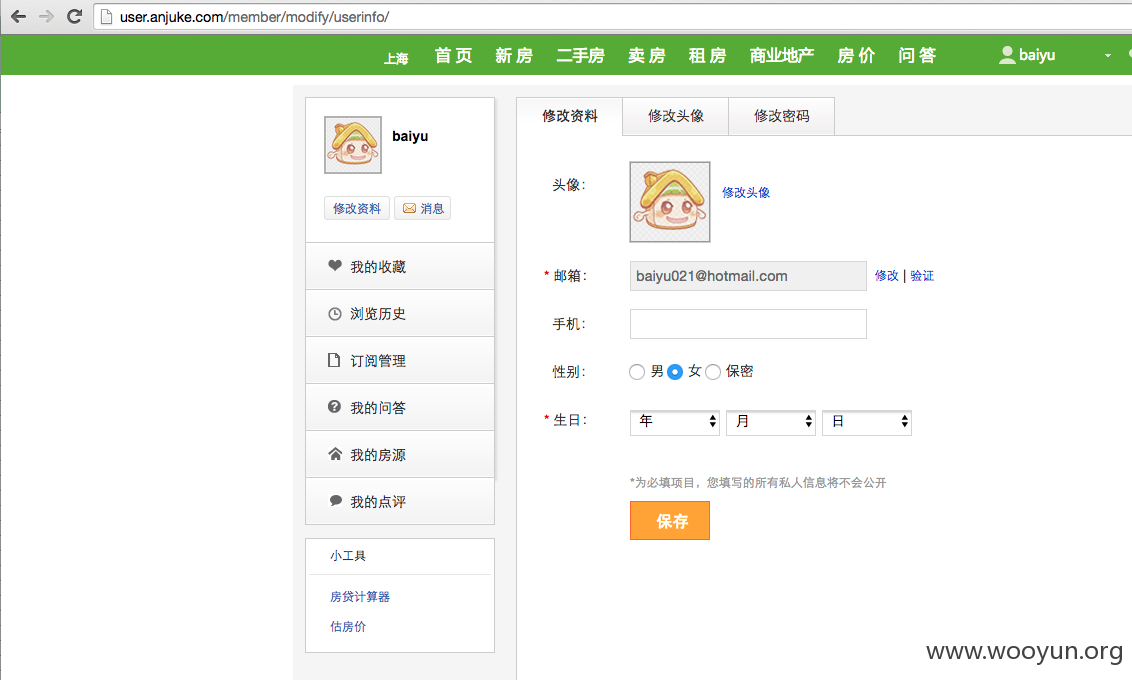 user.anjuke.com/member/modify/userinfo/
上海 首页 新房 二手房 卖房 租房 商业地产 房价 问答 baiyu
baiyu
修改资料 消息
我的收藏
浏览历史
订阅管理
我的问答
我的房源
我的点评
小工具
房贷计算器
估房价
修改资料 修改头像 修改密码
头像： 修改头像
* 邮箱： baiyu021@hotmail.com 修改 | 验证
手机：
性别： 男 女 保密
* 生日： 年 月 日
*为必填项目，您填写的所有私人信息将不会公开
保存
www.wooyun.org